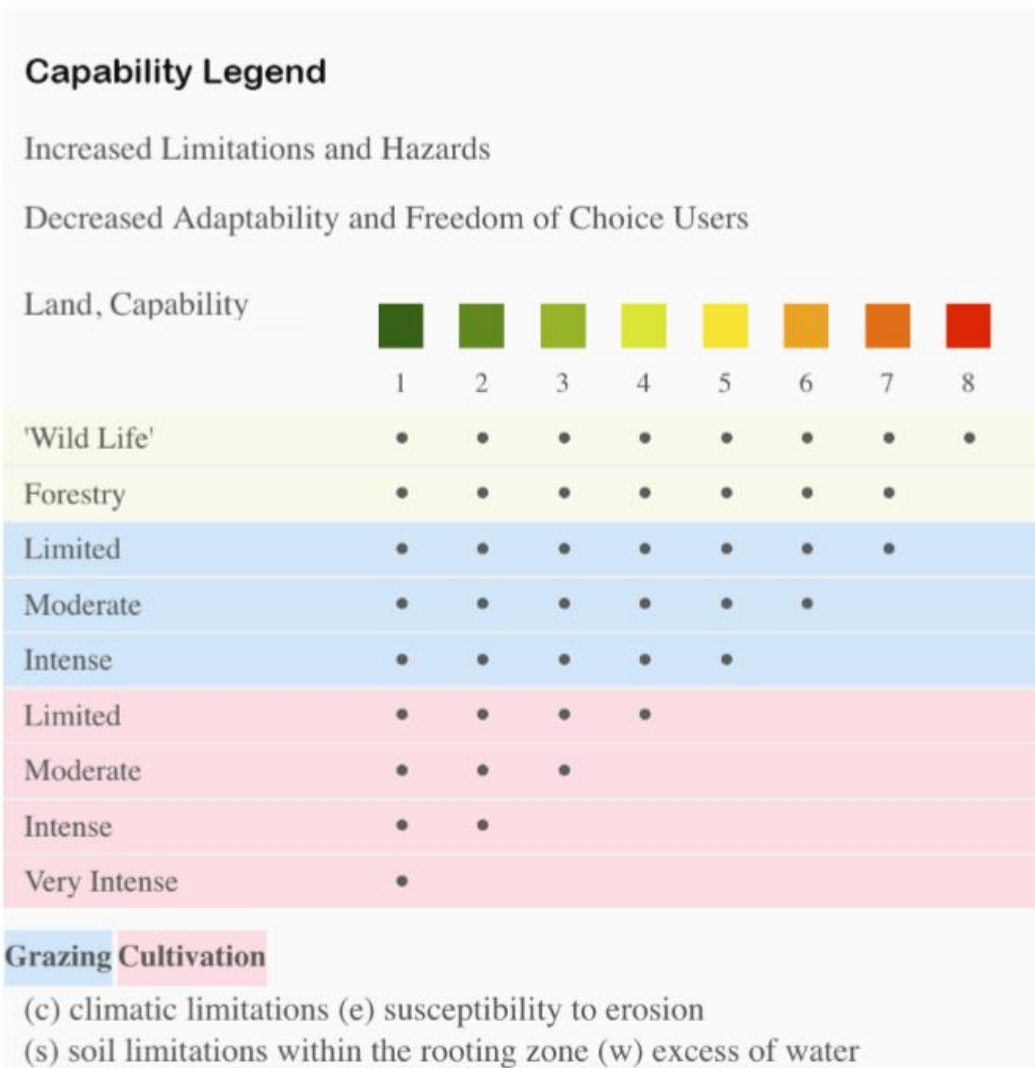 Capability Legend
Increased Limitations and Hazards
Decreased Adaptability and Freedom of Choice Users
Land, Capability
1 2 3 4 5 6 7 8
'Wild Life'
Forestry
Limited
Moderate
Intense
Limited
Moderate
Intense
Very Intense
Grazing Cultivation
(c) climatic limitations (e) susceptibility to erosion
(s) soil limitations within the rooting zone (w) excess of water